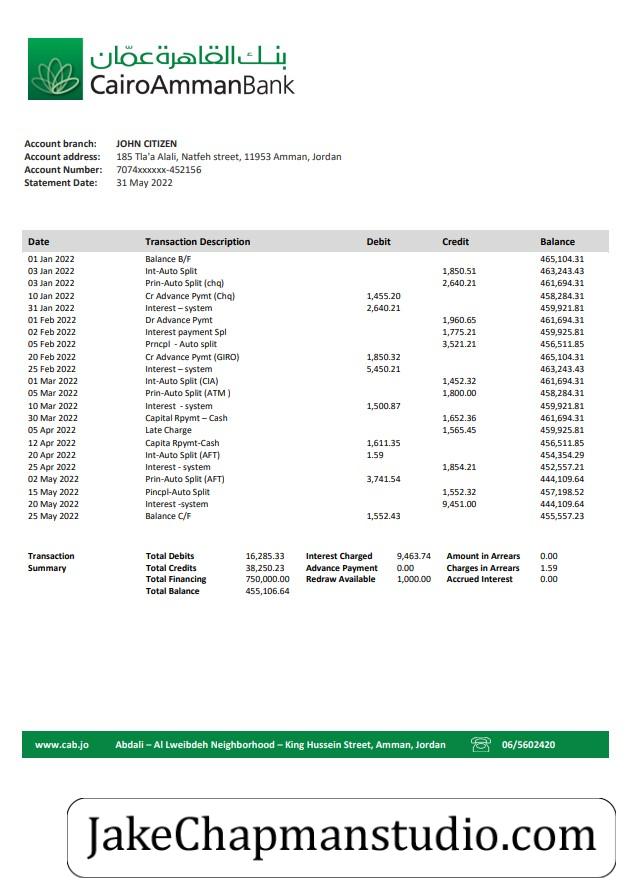 بنك القاهرة عمّان
CairoAmmanBank
Account branch: JOHN CITIZEN
Account address: 185 Tla'a Alali, Natfeh street, 11953 Amman, Jordan
Account Number: 7074xxxxxx-452156
Statement Date: 31 May 2022
Date Transaction Description Debit Credit Balance
01 Jan 2022 Balance B/F 465,104.31
03 Jan 2022 Int-Auto Split 1,850.51 463,243.43
03 Jan 2022 Prin-Auto Split (chq) 2,640.21 461,694.31
10 Jan 2022 Cr Advance Pymt (Chq) 1,455.20 458,284.31
31 Jan 2022 Interest – system 2,640.21 459,921.81
01 Feb 2022 Dr Advance Pymt 1,960.65 461,694.31
02 Feb 2022 Interest payment Spl 1,775.21 459,925.81
05 Feb 2022 Prncpl - Auto split 3,521.21 456,511.85
20 Feb 2022 Cr Advance Pymt (GIRO) 1,850.32 465,104.31
25 Feb 2022 Interest – system 5,450.21 463,243.43
01 Mar 2022 Int-Auto Split (CIA) 1,452.32 461,694.31
05 Mar 2022 Prin-Auto Split (ATM ) 1,800.00 458,284.31
10 Mar 2022 Interest - system 1,500.87 459,921.81
30 Mar 2022 Capital Rpymt – Cash 1,652.36 461,694.31
05 Apr 2022 Late Charge 1,565.45 459,925.81
12 Apr 2022 Capita Rpymt-Cash 1,611.35 456,511.85
20 Apr 2022 Int-Auto Split (AFT) 1.59 454,354.29
25 Apr 2022 Interest - system 1,854.21 452,557.21
02 May 2022 Prin-Auto Split (AFT) 3,741.54 444,109.64
15 May 2022 Pincpl-Auto Split 1,552.32 457,198.52
20 May 2022 Interest -system 9,451.00 444,109.64
25 May 2022 Balance C/F 1,552.43 455,557.23
Transaction Total Debits 16,285.33 Interest Charged 9,463.74 Amount in Arrears 0.00
Summary Total Credits 38,250.23 Advance Payment 0.00 Charges in Arrears 1.59
Total Financing 750,000.00 Redraw Available 1,000.00 Accrued Interest 0.00
Total Balance 455,106.64
www.cab.jo Abdali – Al Lweibdeh Neighborhood – King Hussein Street, Amman, Jordan 06/5602420
JakeChapmanstudio.com